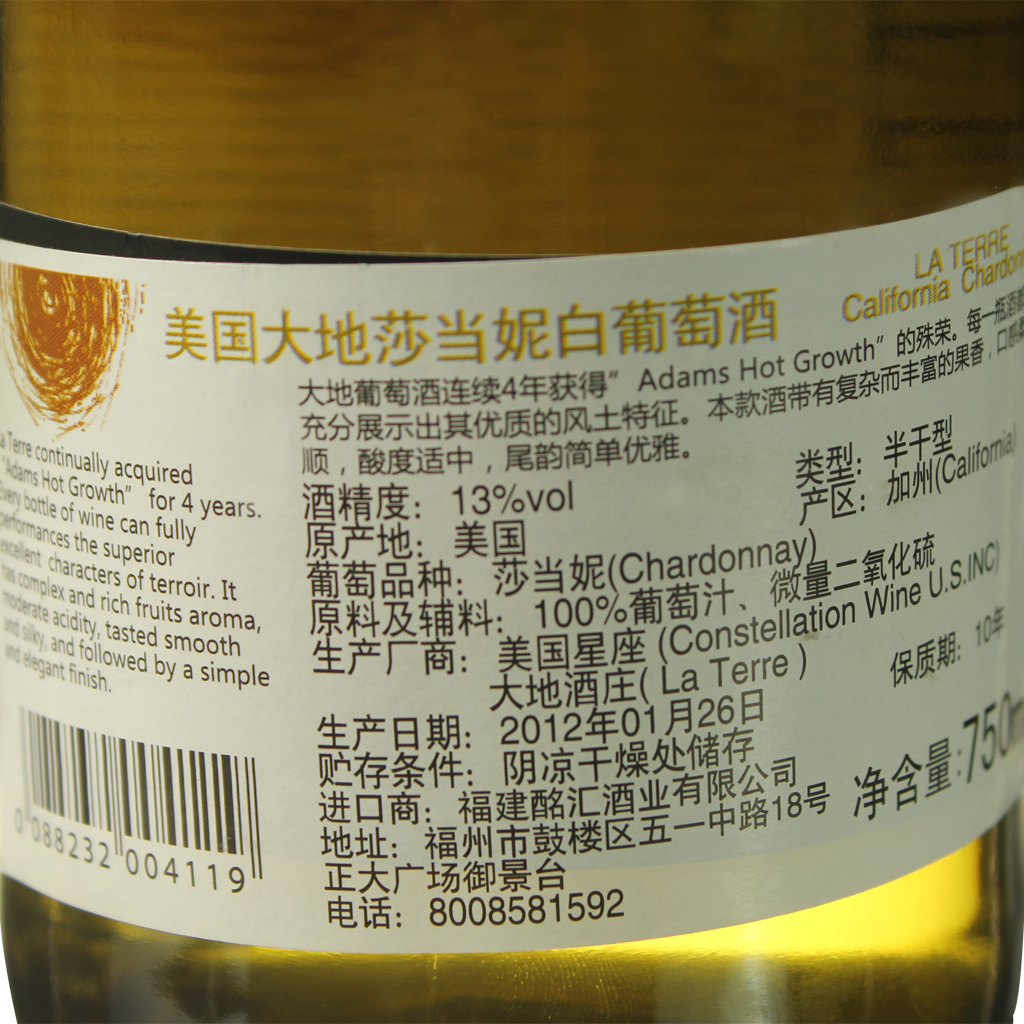 LA TERRE
California
美国大地莎当妮白葡萄酒
大地葡萄酒连续4年获得" Adams Hot Growth" 的殊荣。每一瓶酒
充分展示出其优质的风土特征。本款酒带有复杂而丰富的果香，口感
顺，酸度适中，尾韵简单优雅。
酒精度： 13%vol
类型： 半干型
原产地： 美国
产区： 加州(California)
葡萄品种： 莎当妮(Chardonnay)
原料及辅料： 100%葡萄汁、微量二氧化硫
生产厂商： 美国星座 (Constellation Wine U.S.INC)
大地酒庄( La Terre )
保质期： 10年
生产日期： 2012年01月26日
贮存条件： 阴凉干燥处储存
净含量:750
进口商： 福建酩汇酒业有限公司
地址： 福州市鼓楼区五一中路18号
正大广场御景台
电话： 8008581592
Terre continually acquired
"Adams Hot Growth" for 4 years.
Every bottle of wine can fully
performances the superior
excellent characters of terroir. It
has complex and rich fruits aroma,
moderate acidity, tasted smooth
and silky, and followed by a simple
and elegant finish.
0 088232 004119